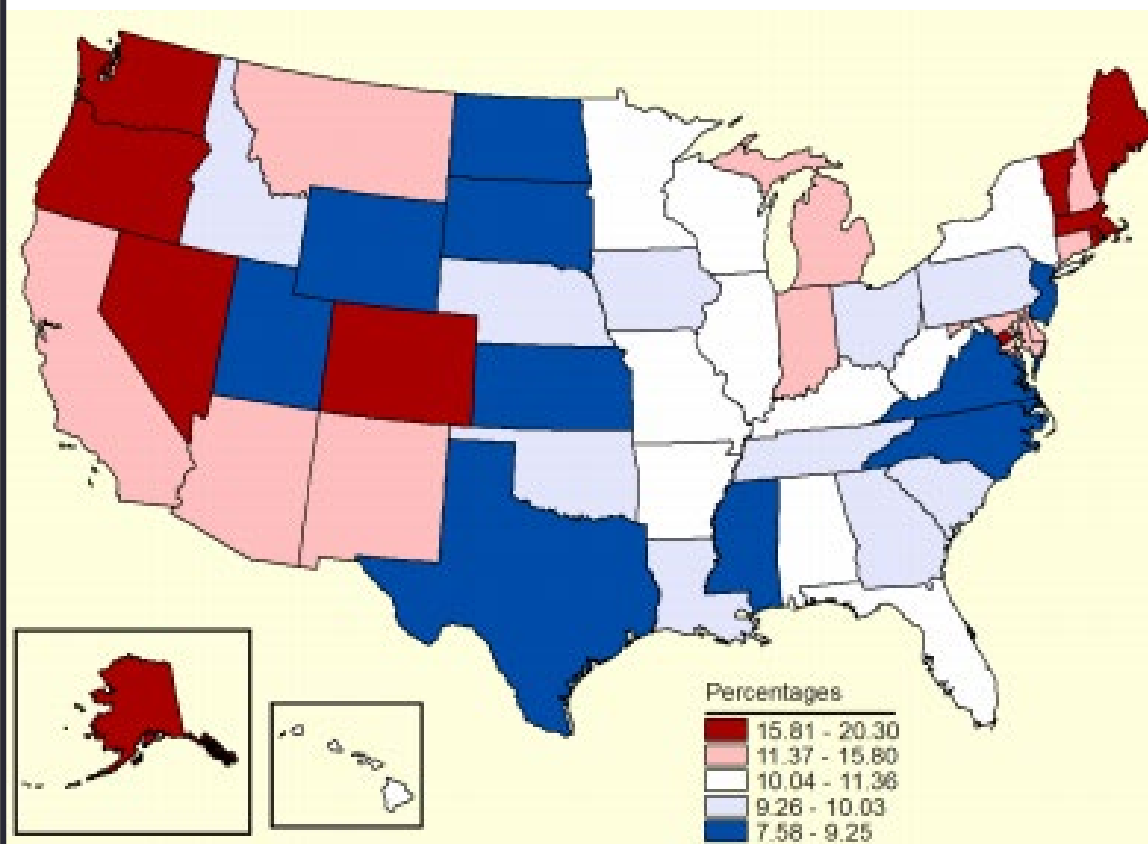 Percentages
15.81 - 20.30
11.37 - 15.80
10.04 - 11.36
9.26 - 10.03
7.58 - 9.25